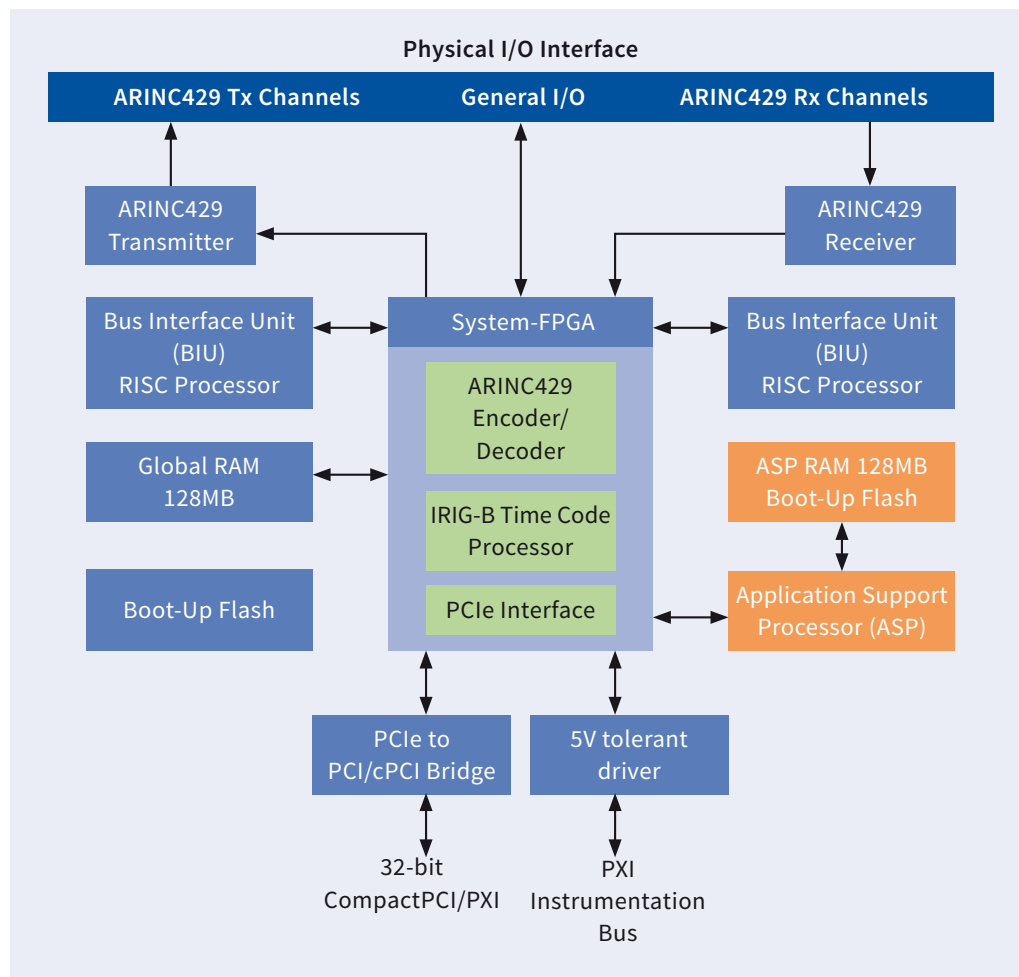 Physical I/O Interface
ARINC429 Tx Channels
General I/O
ARINC429 Rx Channels
ARINC429
Transmitter
ARINC429
Receiver
Bus Interface Unit
(BIU)
RISC Processor
System-FPGA
Bus Interface Unit
(BIU)
RISC Processor
ARINC429
Encoder/
Decoder
Global RAM
128MB
ASP RAM 128MB
Boot-Up Flash
IRIG-B Time Code
Processor
Boot-Up Flash
PCIe Interface
Application Support
Processor (ASP)
PCIe to
PCI/cPCI Bridge
5V tolerant
driver
32-bit
CompactPCI/PXI
PXI
Instrumentation
Bus